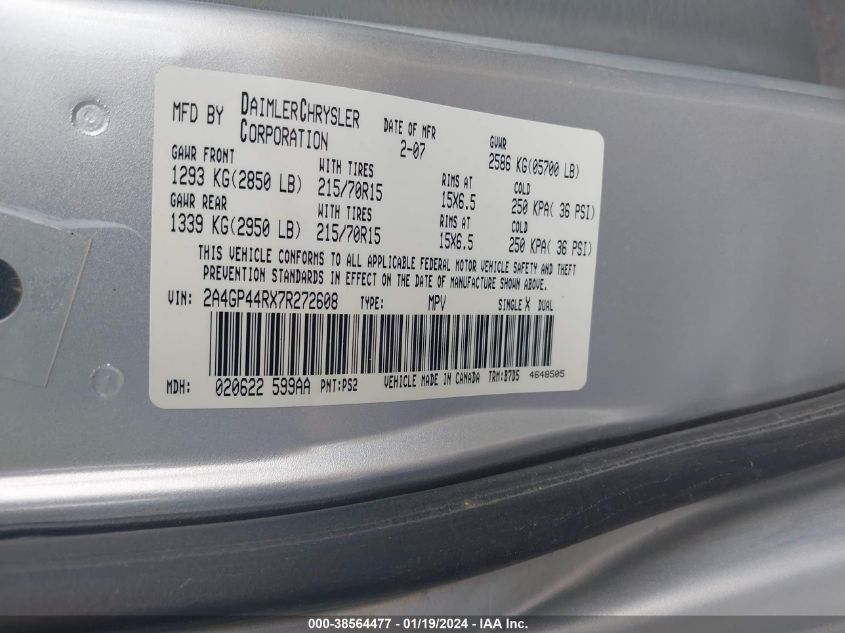 MFD BY DAIMLERCHRYSLER CORPORATION
DATE OF MFR 2-07
GVWR 2586 KG(05700 LB)
GAWR FRONT WITH TIRES RIMS AT COLD
1293 KG(2850 LB) 215/70R15 15X6.5 250 KPA( 36 PSI)
GAWR REAR WITH TIRES RIMS AT COLD
1339 KG(2950 LB) 215/70R15 15X6.5 250 KPA( 36 PSI)
THIS VEHICLE CONFORMS TO ALL APPLICABLE FEDERAL MOTOR VEHICLE SAFETY AND THEFT
PREVENTION STANDARDS IN EFFECT ON THE DATE OF MANUFACTURE SHOWN ABOVE.
VIN: 2A4GP44RX7R272608 TYPE: MPV SINGLE X DUAL
MDH: 020622 599AA PNT:PS2 VEHICLE MADE IN CANADA TRM:B7D5 4648505
000-38564477 - 01/19/2024 - IAA Inc.